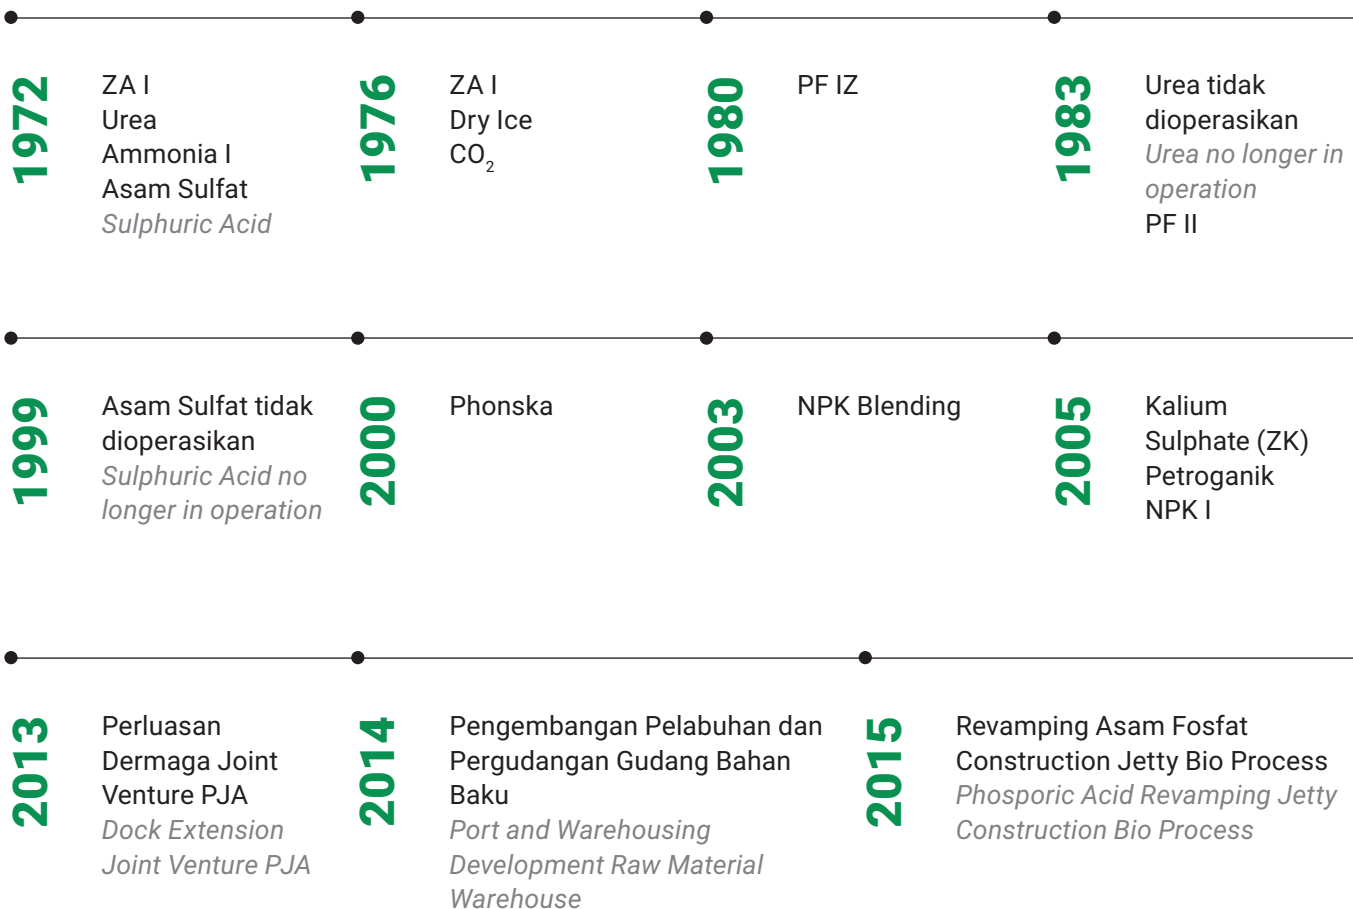 1972
ZA I
Urea
Ammonia I
Asam Sulfat
Sulphuric Acid
1976
ZA I
Dry Ice
CO₂
1980
PF IZ
1983
Urea tidak
dioperasikan
Urea no longer in
operation
PF II
1999
Asam Sulfat tidak
dioperasikan
Sulphuric Acid no
longer in operation
2000
Phonska
2003
NPK Blending
2005
Kalium
Sulphate (ZK)
Petroganik
NPK I
2013
Perluasan
Dermaga Joint
Venture PJA
Dock Extension
Joint Venture PJA
2014
Pengembangan Pelabuhan dan
Pergudangan Gudang Bahan
Baku
Port and Warehousing
Development Raw Material
Warehouse
2015
Revamping Asam Fosfat
Construction Jetty Bio Process
Phosporic Acid Revamping Jetty
Construction Bio Process